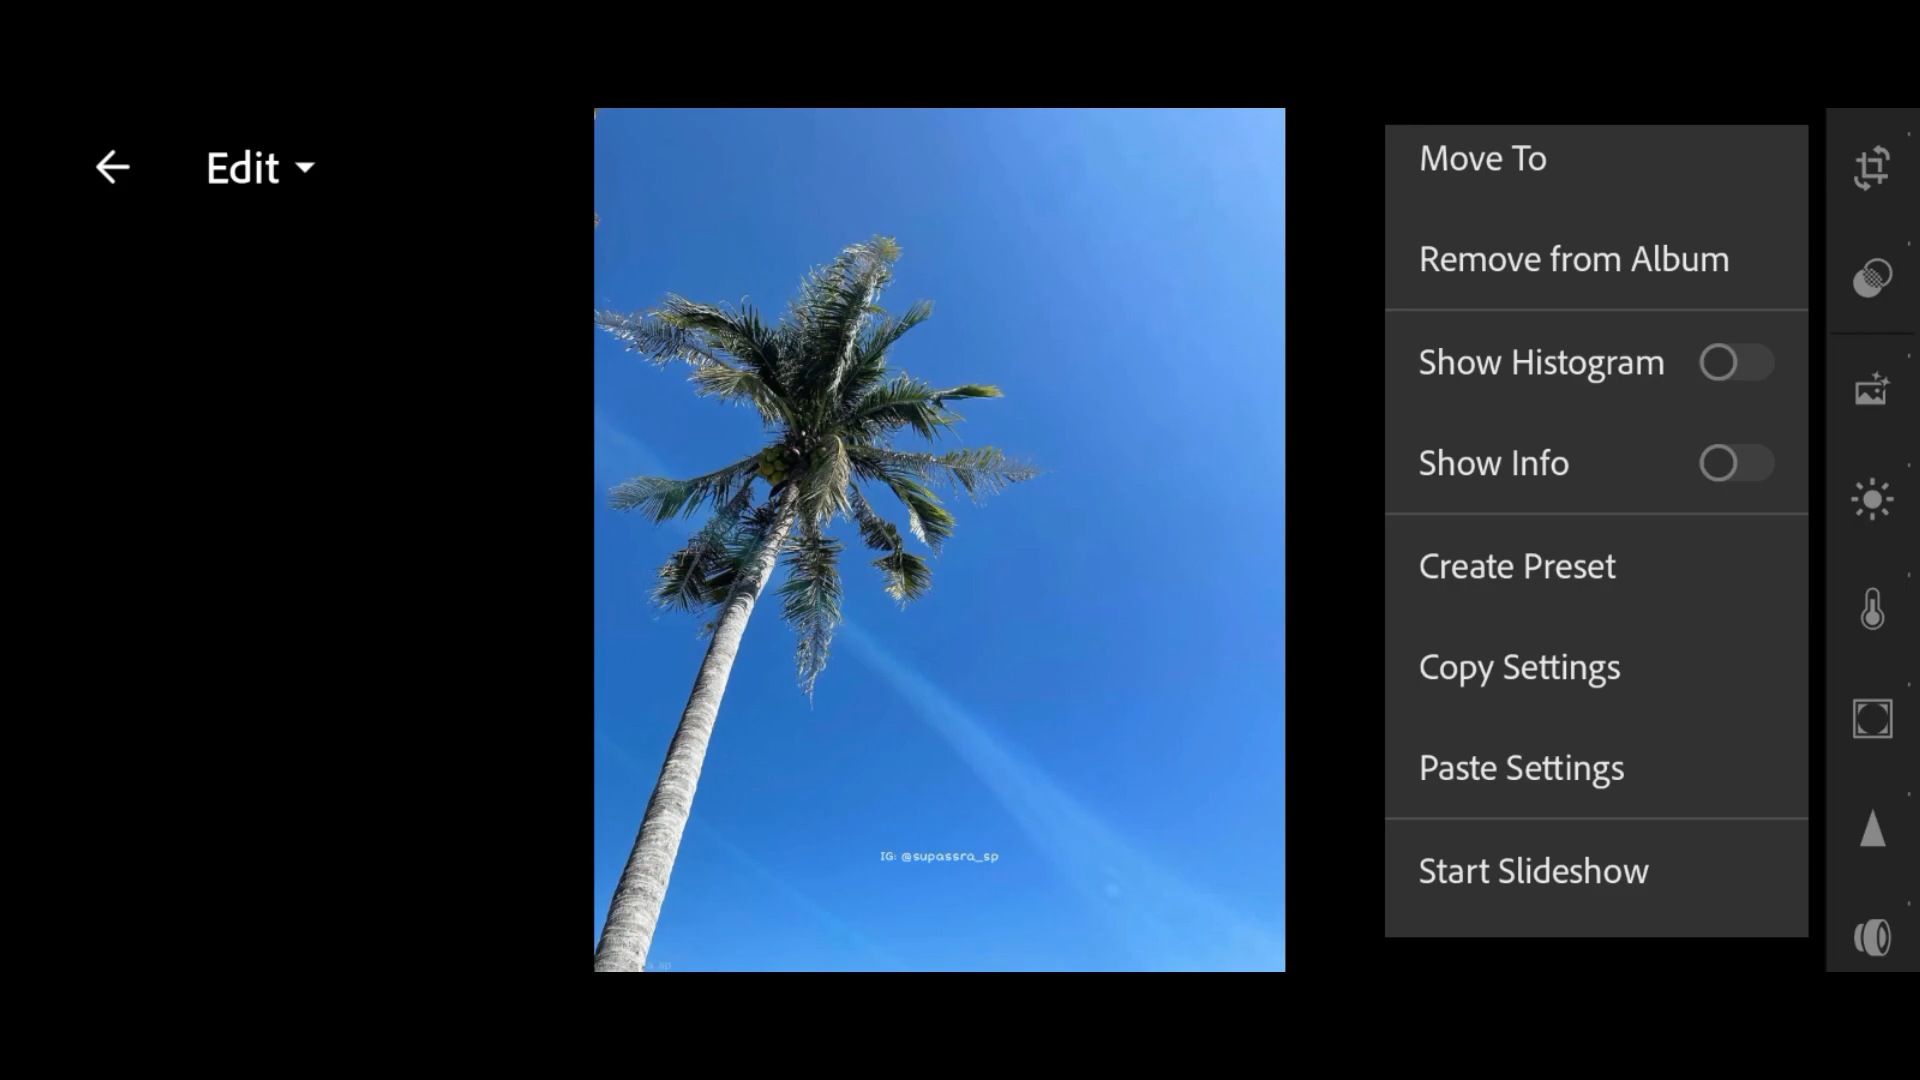 Edit
Move To
Remove from Album
Show Histogram
Show Info
Create Preset
Copy Settings
Paste Settings
Start Slideshow
IG: @supassra_sp